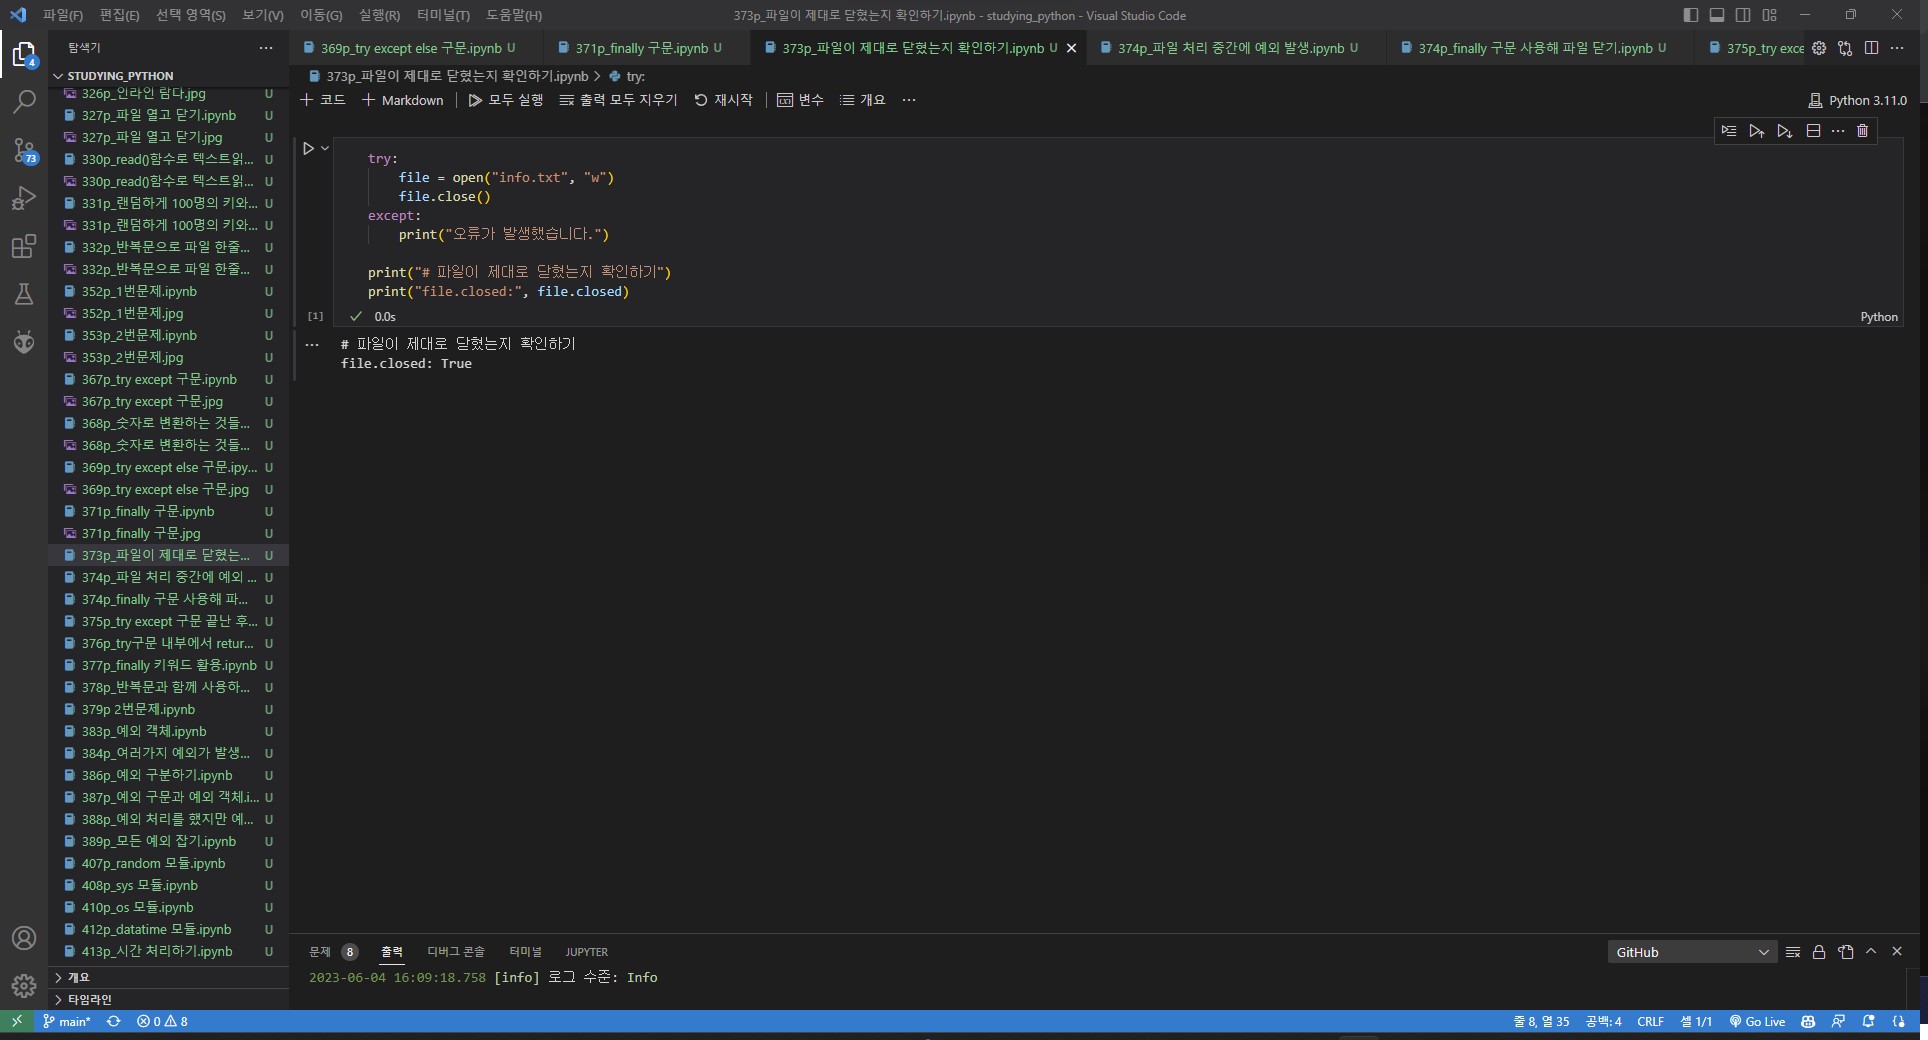 파일(F) 편집(E) 선택 영역(S) 보기(V) 이동(G) 실행(R) 터미널(T) 도움말(H) 373p_파일이 제대로 닫혔는지 확인하기.ipynb - studying_python - Visual Studio Code
탐색기
369p_try except else 구문.ipynb U 371p_finally 구문.ipynb U 373p_파일이 제대로 닫혔는지 확인하기.ipynb U 374p_파일 처리 중간에 예외 발생.ipynb U 374p_finally 구문 사용해 파일 닫기.ipynb U 375p_try exce
373p_파일이 제대로 닫혔는지 확인하기.ipynb > try:
코드 Markdown 모두 실행 출력 모두 지우기 재시작 변수 개요 ... Python 3.11.0
STUDYING_PYTHON
326p_인라인 람다.jpg U
327p_파일 열고 닫기.ipynb U
327p_파일 열고 닫기.jpg U
330p_read()함수로 텍스트읽... U
330p_read()함수로 텍스트읽... U
331p_랜덤하게 100명의 키와... U
331p_랜덤하게 100명의 키와... U
332p_반복문으로 파일 한줄... U
332p_반복문으로 파일 한줄... U
352p_1번문제.ipynb U
352p_1번문제.jpg U
353p_2번문제.ipynb U
353p_2번문제.jpg U
367p_try except 구문.ipynb U
367p_try except 구문.jpg U
368p_숫자로 변환하는 것들... U
368p_숫자로 변환하는 것들... U
369p_try except else 구문.ipy... U
369p_try except else 구문.jpg U
371p_finally 구문.ipynb U
371p_finally 구문.jpg U
373p_파일이 제대로 닫혔는... U
374p_파일 처리 중간에 예외 ... U
374p_finally 구문 사용해 파... U
375p_try except 구문 끝난 후... U
376p_try구문 내부에서 retur... U
377p_finally 키워드 활용.ipynb U
378p_반복문과 함께 사용하... U
379p 2번문제.ipynb U
383p_예외 객체.ipynb U
384p_여러가지 예외가 발생... U
386p_예외 구분하기.ipynb U
387p_예외 구문과 예외 객체.i... U
388p_예외 처리를 했지만 예... U
389p_모든 예외 잡기.ipynb U
407p_random 모듈.ipynb U
408p_sys 모듈.ipynb U
410p_os 모듈.ipynb U
412p_datatime 모듈.ipynb U
413p_시간 처리하기.ipynb U
개요
타임라인
4
73
try:
file = open("info.txt", "w")
file.close()
except:
print("오류가 발생했습니다.")
print("# 파일이 제대로 닫혔는지 확인하기")
print("file.closed:", file.closed)
[1] 0.0s Python
# 파일이 제대로 닫혔는지 확인하기
file.closed: True
문제 8 출력 디버그 콘솔 터미널 JUPYTER GitHub
2023-06-04 16:09:18.758 [info] 로그 수준: Info
main* 0 8 줄 8, 열 35 공백: 4 CRLF 셀 1/1 Go Live